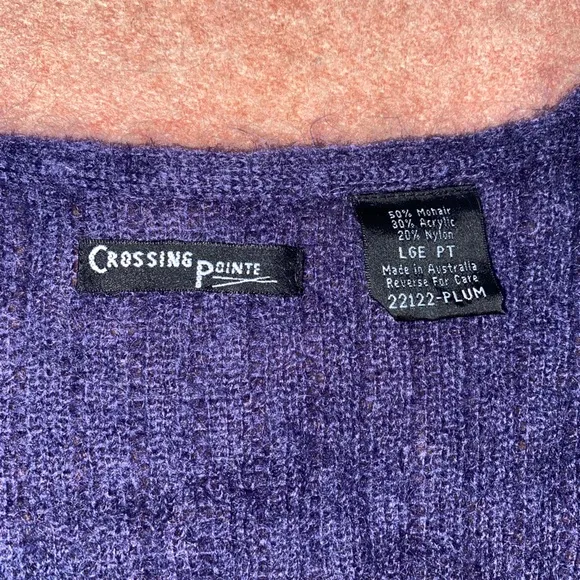 CROSSING
POINTE
50% Mohair
30% Acrylic
20% Nylon
LGE PT
Made in Australia
Reverse For Care
22122-PLUM